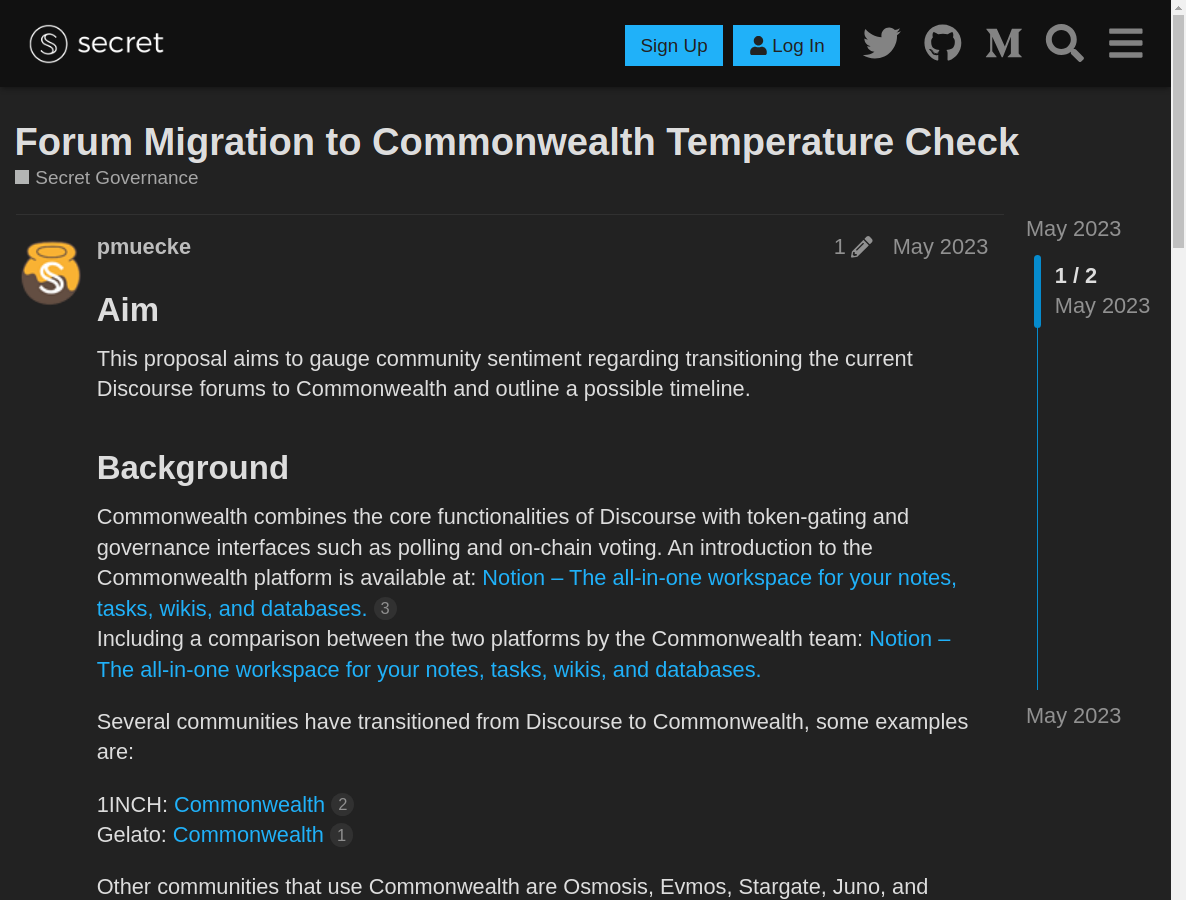 secret
Sign Up
Log In
Forum Migration to Commonwealth Temperature Check
Secret Governance
pmuecke
1
May 2023
Aim
This proposal aims to gauge community sentiment regarding transitioning the current
Discourse forums to Commonwealth and outline a possible timeline.
Background
Commonwealth combines the core functionalities of Discourse with token-gating and
governance interfaces such as polling and on-chain voting. An introduction to the
Commonwealth platform is available at: Notion – The all-in-one workspace for your notes,
tasks, wikis, and databases. 3
Including a comparison between the two platforms by the Commonwealth team: Notion –
The all-in-one workspace for your notes, tasks, wikis, and databases.
Several communities have transitioned from Discourse to Commonwealth, some examples
are:
1INCH: Commonwealth 2
Gelato: Commonwealth 1
Other communities that use Commonwealth are Osmosis, Evmos, Stargate, Juno, and
May 2023
1 / 2
May 2023
May 2023